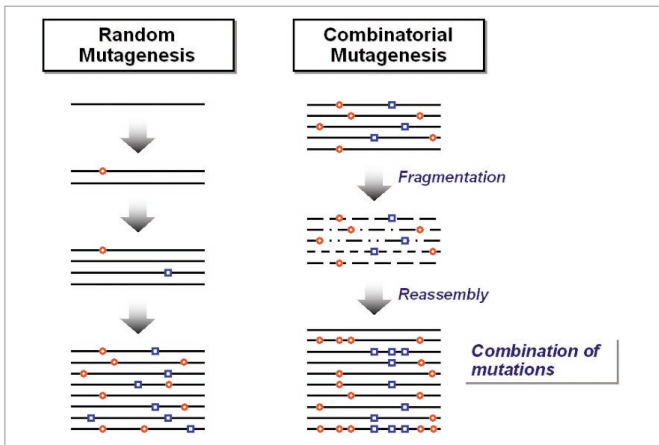 Random
Mutagenesis
Combinatorial
Mutagenesis
Fragmentation
Reassembly
Combination of
mutations